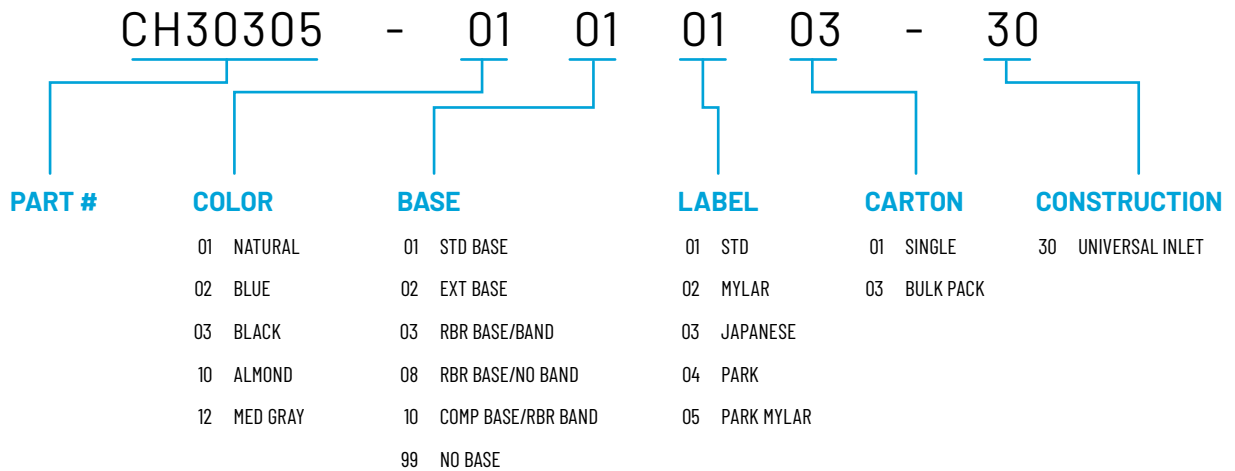 CH30305 - 01 01 01 03 - 30
PART # COLOR BASE LABEL CARTON CONSTRUCTION
01 NATURAL 01 STD BASE 01 STD 01 SINGLE 30 UNIVERSAL INLET
02 BLUE 02 EXT BASE 02 MYLAR 03 BULK PACK
03 BLACK 03 RBR BASE/BAND 03 JAPANESE
10 ALMOND 08 RBR BASE/NO BAND 04 PARK
12 MED GRAY 10 COMP BASE/RBR BAND 05 PARK MYLAR
99 NO BASE